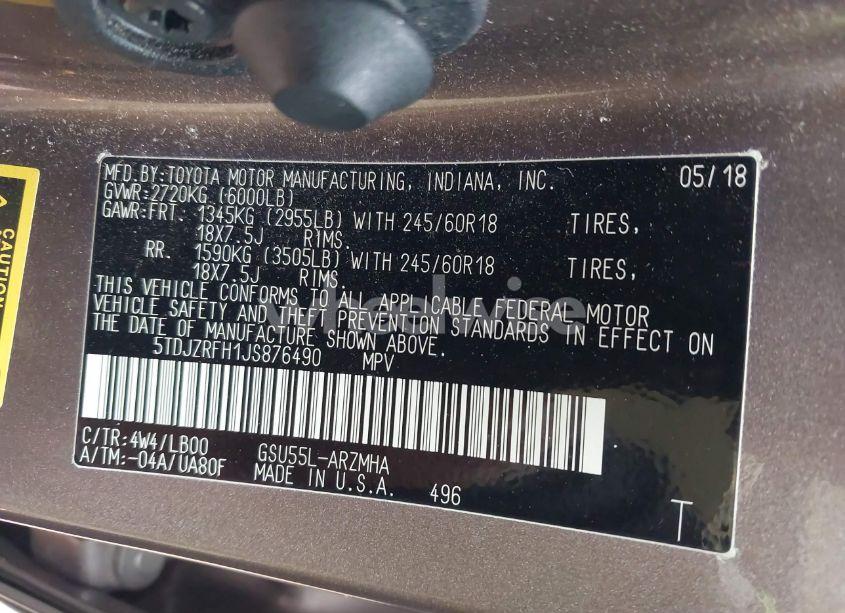 MFD.BY:TOYOTA MOTOR MANUFACTURING, INDIANA, INC. 05/18
GVWR:2720KG (6000LB)
GAWR:FRT. 1345KG (2955LB) WITH 245/60R18 TIRES,
18X7.5J RIMS.
RR. 1590KG (3505LB) WITH 245/60R18 TIRES,
18X7.5J RIMS.
THIS VEHICLE CONFORMS TO ALL APPLICABLE FEDERAL MOTOR
VEHICLE SAFETY AND THEFT PREVENTION STANDARDS IN EFFECT ON
THE DATE OF MANUFACTURE SHOWN ABOVE.
5TDJZRFH1JS876490 MPV
C/TR:4W4/LB00 GSU55L-ARZMHA
A/TM:-04A/UA80F MADE IN U.S.A. 496
T
CAUTION